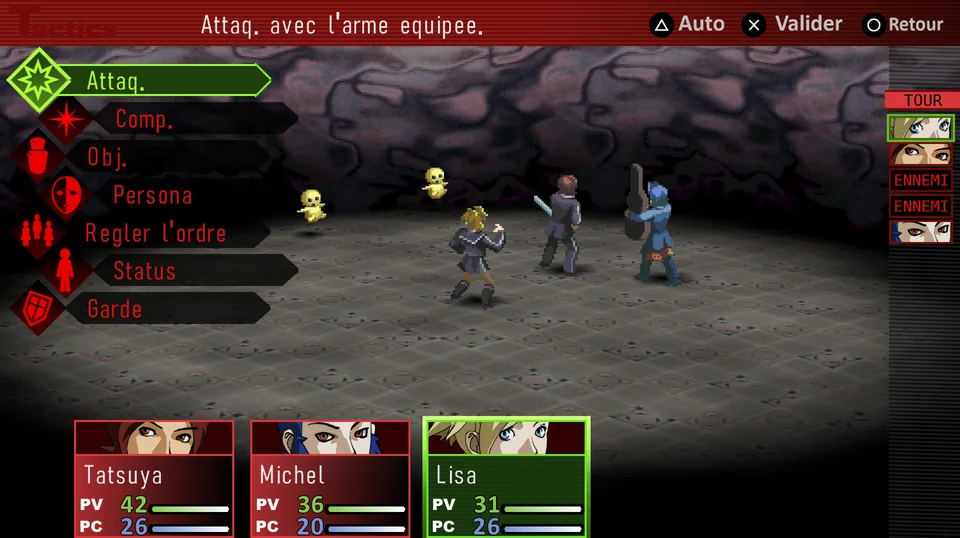 Tactics
Attaq. avec l'arme equipee.
Auto
Valider
Retour
Attaq.
Comp.
Obj.
Persona
Regler l'ordre
Status
Garde
TOUR
ENNEMI
ENNEMI
Tatsuya
PV 42
PC 26
Michel
PV 36
PC 20
Lisa
PV 31
PC 26